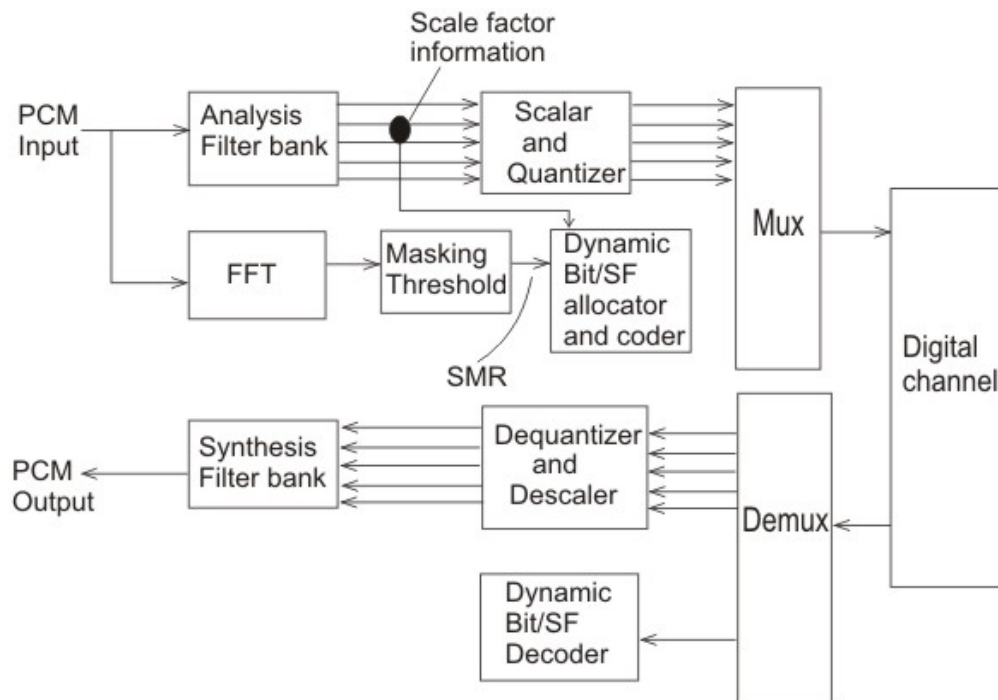 Scale factor
information
PCM
Input
Analysis
Filter bank
Scalar
and
Quantizer
Mux
FFT
Masking
Threshold
Dynamic
Bit/SF
allocator
and coder
SMR
Digital
channel
PCM
Output
Synthesis
Filter bank
Dequantizer
and
Descaler
Demux
Dynamic
Bit/SF
Decoder